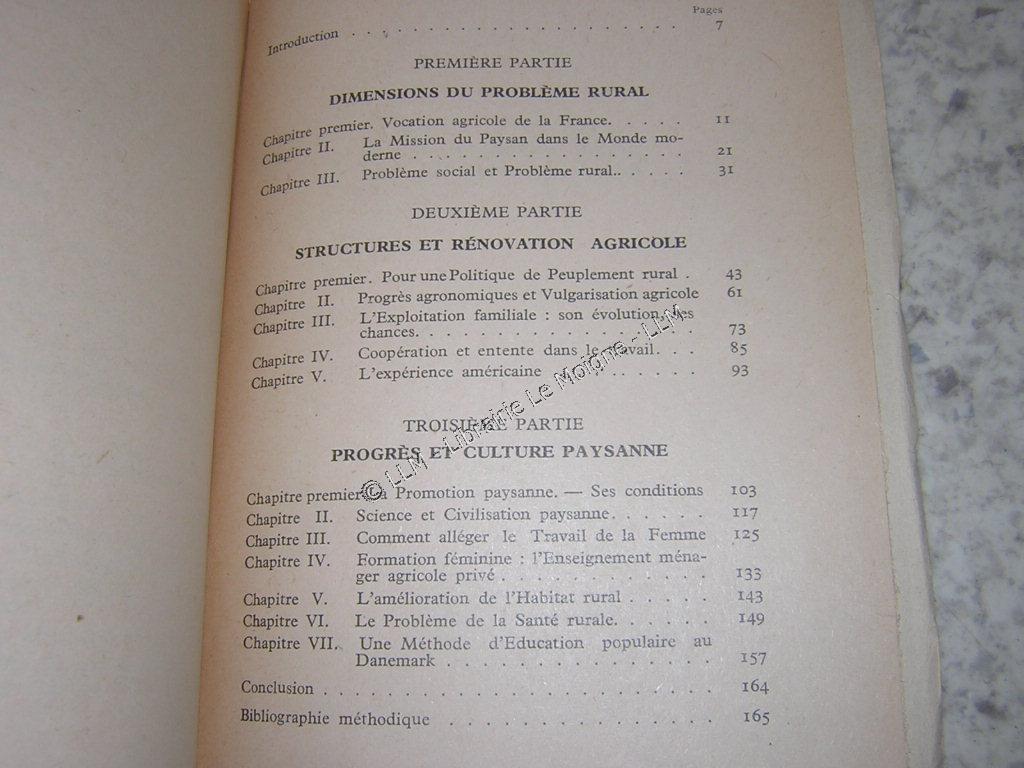 Pages
Introduction . . . . . . . . . . . . . . . . . . 7
PREMIÈRE PARTIE
DIMENSIONS DU PROBLÈME RURAL
Chapitre premier. Vocation agricole de la France. . . . . 11
Chapitre II. La Mission du Paysan dans le Monde mo-
derne . . . . . . . . . . . . . . . . 21
Chapitre III. Problème social et Problème rural.. . . . . 31
DEUXIÈME PARTIE
STRUCTURES ET RÉNOVATION AGRICOLE
Chapitre premier. Pour une Politique de Peuplement rural . 43
Chapitre II. Progrès agronomiques et Vulgarisation agricole 61
Chapitre III. L'Exploitation familiale : son évolution, ses
chances. . . . . . . . . . . . . . . . 73
Chapitre IV. Coopération et entente dans le Travail. . . 85
Chapitre V. L'expérience américaine . . . . . . . . 93
TROISIÈME PARTIE
PROGRÈS ET CULTURE PAYSANNE
Chapitre premier. La Promotion paysanne. — Ses conditions 103
Chapitre II. Science et Civilisation paysanne. . . . . . 117
Chapitre III. Comment alléger le Travail de la Femme 125
Chapitre IV. Formation féminine : l'Enseignement ména-
ger agricole privé . . . . . . . . . . . 133
Chapitre V. L'amélioration de l'Habitat rural . . . . . 143
Chapitre VI. Le Problème de la Santé rurale. . . . . . 149
Chapitre VII. Une Méthode d'Education populaire au
Danemark . . . . . . . . . . . . . . 157
Conclusion . . . . . . . . . . . . . . . . . . . . 164
Bibliographie méthodique . . . . . . . . . . . . . . 165
© LLM - Librairie Le Moigne - LLM